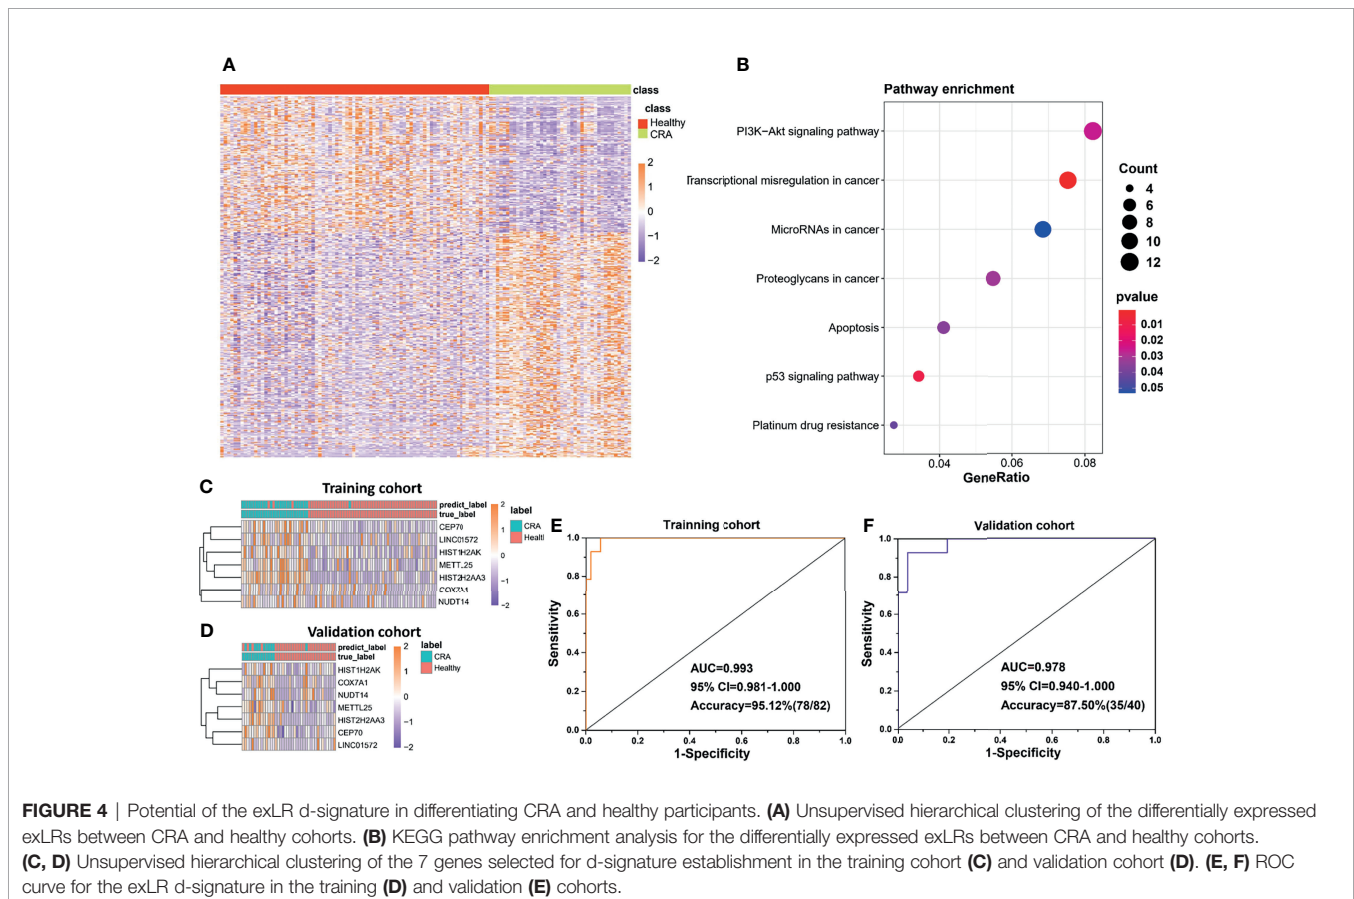 A
class
class
Healthy
CRA
2
1
0
−1
−2
B
Pathway enrichment
PI3K−Akt signaling pathway
Transcriptional misregulation in cancer
MicroRNAs in cancer
Proteoglycans in cancer
Apoptosis
p53 signaling pathway
Platinum drug resistance
0.04 0.06 0.08
GeneRatio
Count
4
6
8
10
12
pvalue
0.01
0.02
0.03
0.04
0.05
C
Training cohort
predict_label
true_label
CEP70
LINC01572
HIST1H2AK
METTL25
HIST2H2AA3
COX7A1
NUDT14
2
1
0
−1
−2
label
CRA
Healthy
D
Validation cohort
predict_label
true_label
HIST1H2AK
COX7A1
NUDT14
METTL25
HIST2H2AA3
CEP70
LINC01572
2
0
−1
−2
label
CRA
Healthy
E
Trainning cohort
Sensitivity
1.0
0.8
0.6
0.4
0.2
0.0
AUC=0.993
95% CI=0.981-1.000
Accuracy=95.12%(78/82)
0.0 0.2 0.4 0.6 0.8 1.0
1-Specificity
F
Validation cohort
Sensitivity
1.0
0.8
0.6
0.4
0.2
0.0
AUC=0.978
95% CI=0.940-1.000
Accuracy=87.50%(35/40)
0.0 0.2 0.4 0.6 0.8 1.0
1-Specificity
FIGURE 4 | Potential of the exLR d-signature in differentiating CRA and healthy participants. (A) Unsupervised hierarchical clustering of the differentially expressed
exLRs between CRA and healthy cohorts. (B) KEGG pathway enrichment analysis for the differentially expressed exLRs between CRA and healthy cohorts.
(C, D) Unsupervised hierarchical clustering of the 7 genes selected for d-signature establishment in the training cohort (C) and validation cohort (D). (E, F) ROC
curve for the exLR d-signature in the training (D) and validation (E) cohorts.